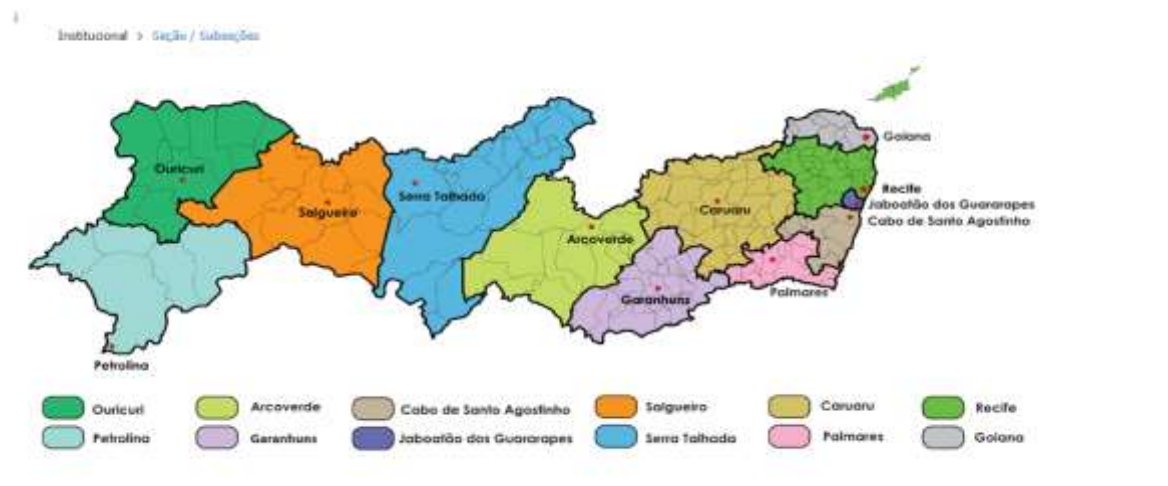 Institucional > Seção / Subseções
Goiana
Ouricuri
Recife
Serra Talhada
Jaboatão dos Guararapes
Salgueiro
Caruaru
Cabo de Santo Agostinho
Arcoverde
Garanhuns
Palmares
Petrolina
Ouricuri Arcoverde Cabo de Santo Agostinho Salgueiro Caruaru Recife
Petrolina Garanhuns Jaboatão dos Guararapes Serra Talhada Palmares Goiana